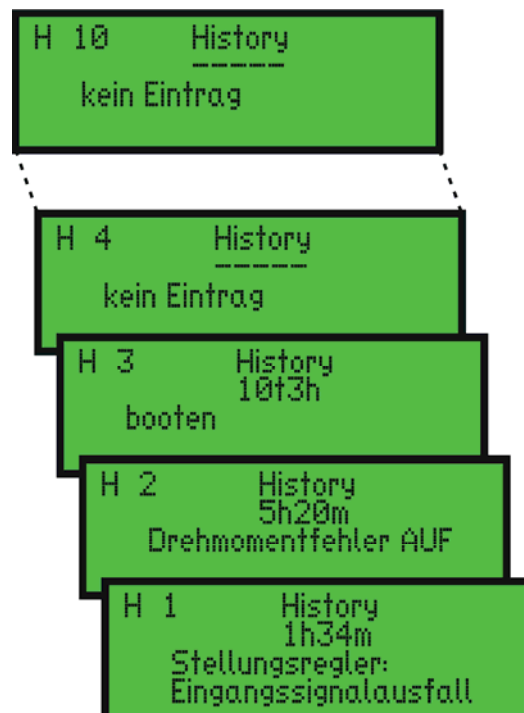 H 10 History
-----
kein Eintrag
H 4 History
-----
kein Eintrag
H 3 History
10t3h
booten
H 2 History
5h20m
Drehmomentfehler AUF
H 1 History
1h34m
Stellungsregler:
Eingangssignalausfall